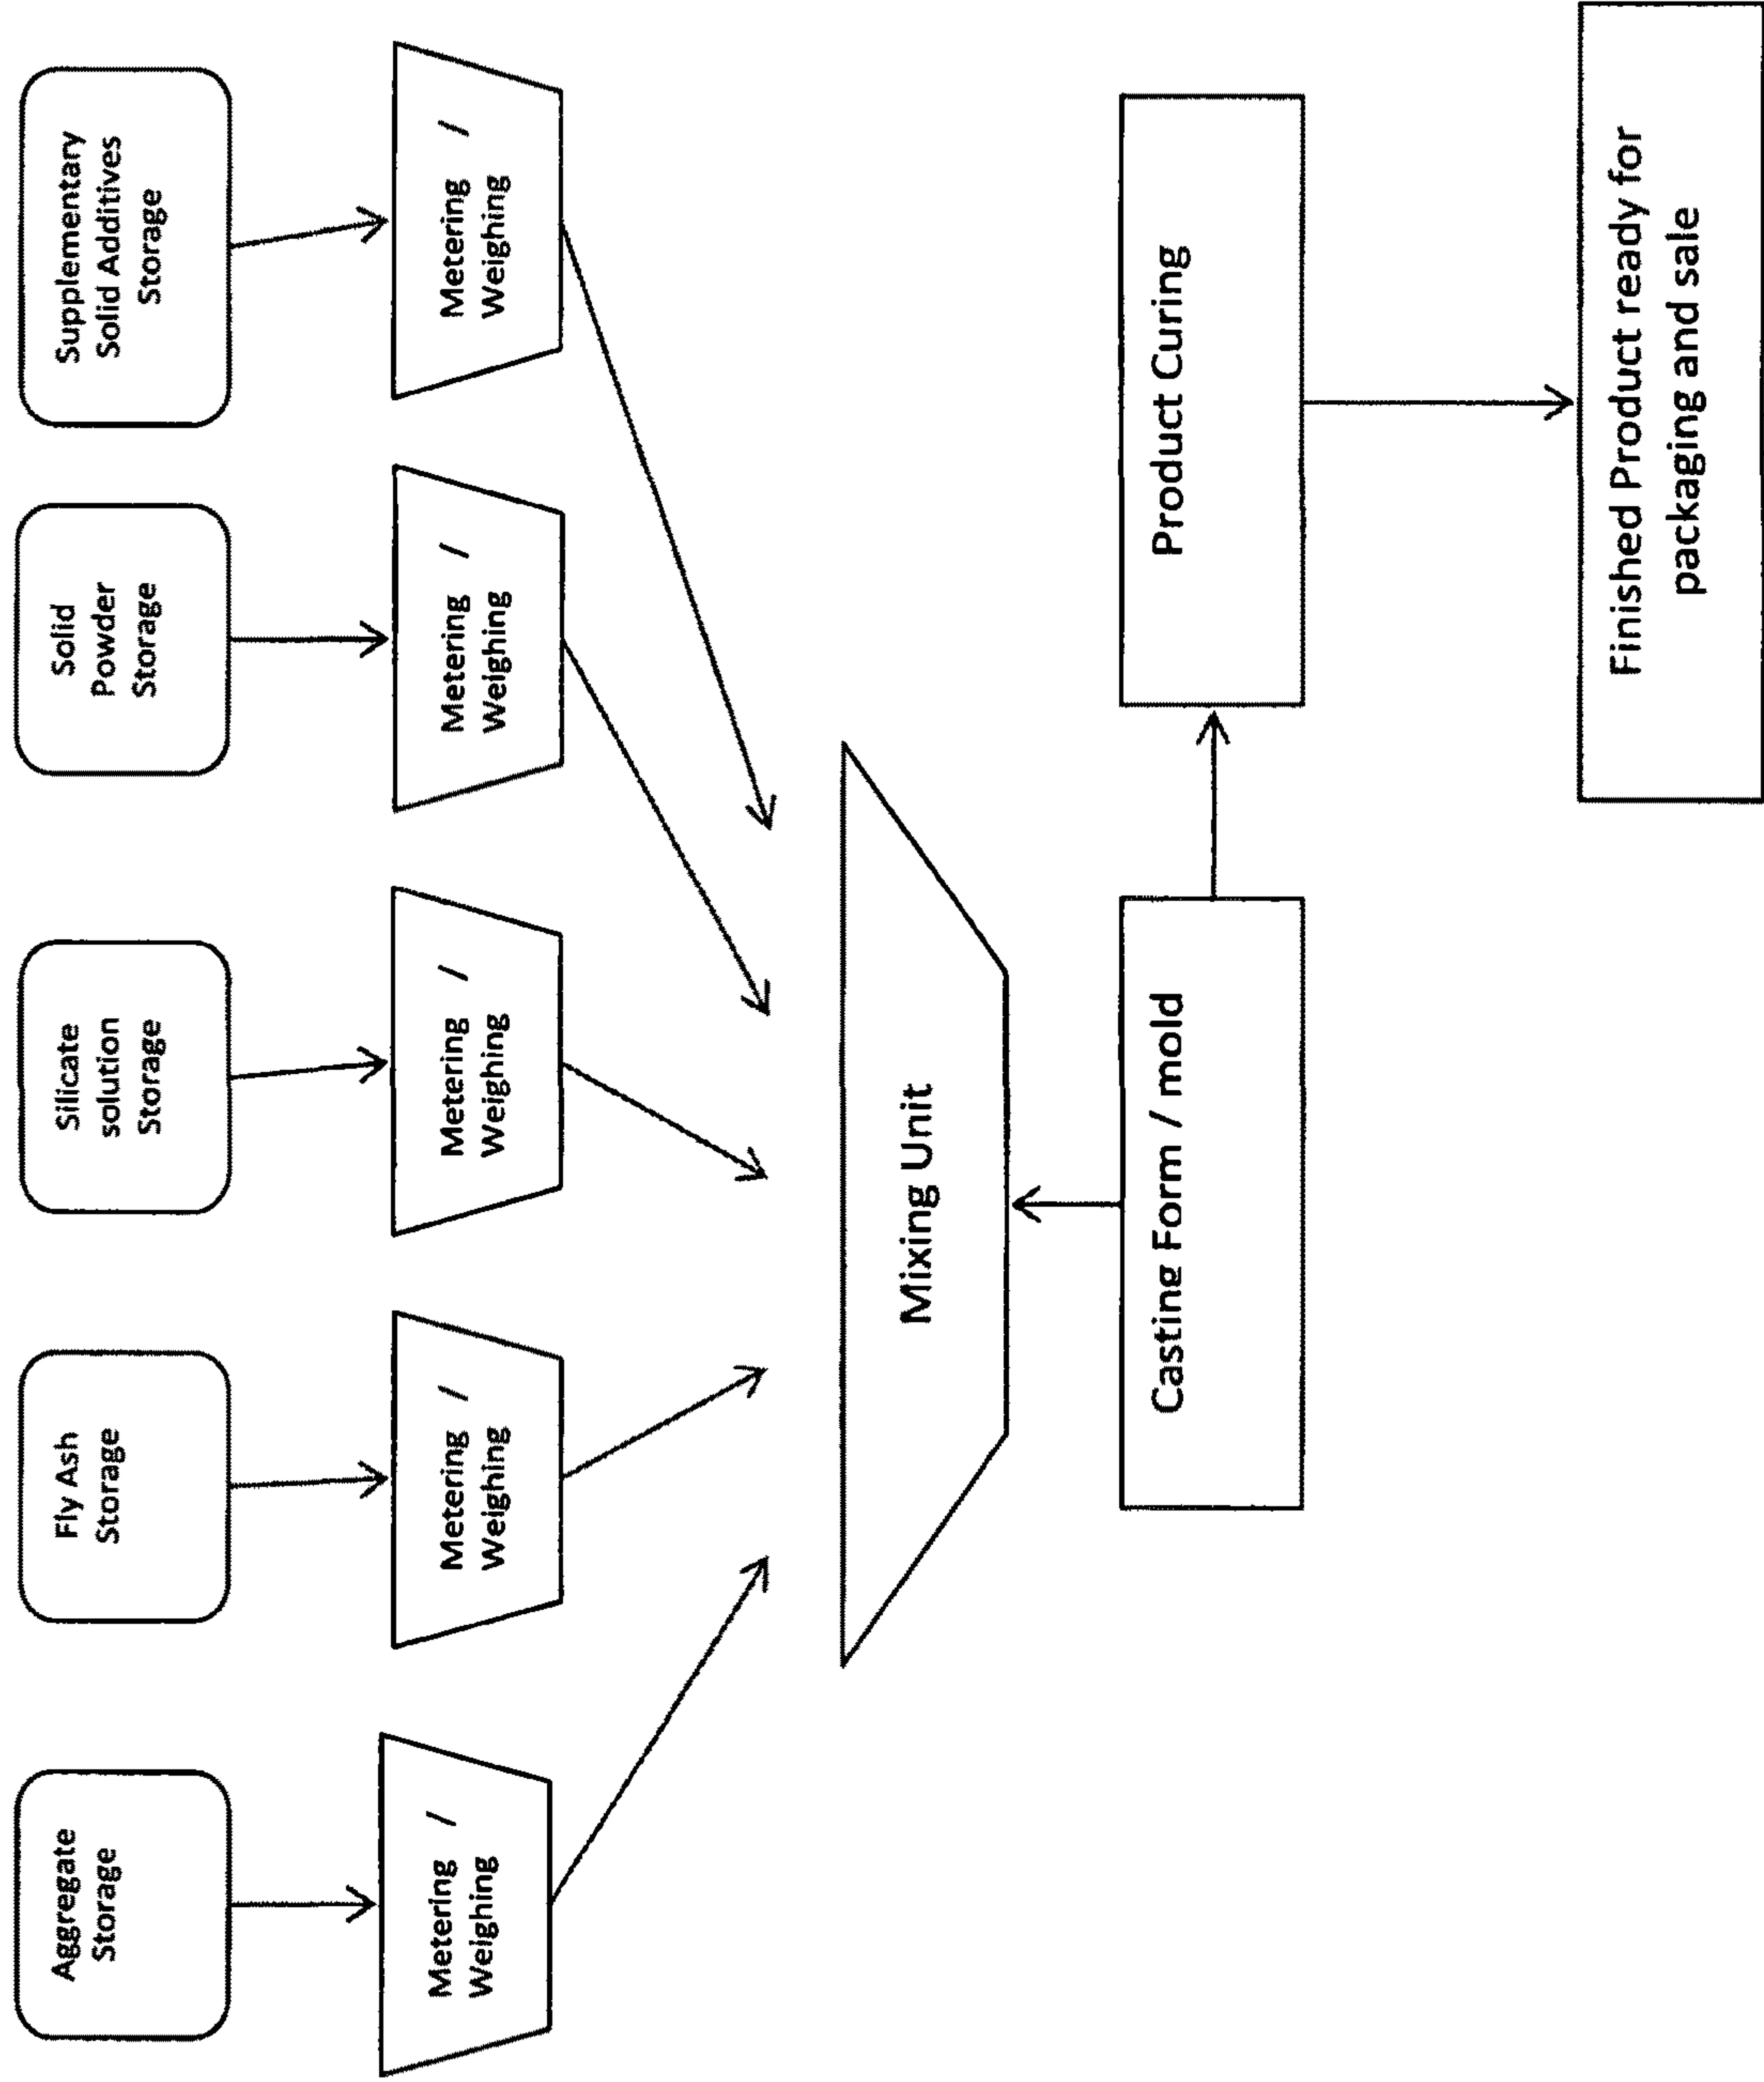 Aggregate
Storage
Fly Ash
Storage
Silicate
solution
Storage
Solid
Powder
Storage
Supplementary
Solid Additives
Storage
Metering /
Weighing
Metering /
Weighing
Metering /
Weighing
Metering /
Weighing
Metering /
Weighing
Mixing Unit
Casting Form / mold
Product Curing
Finished Product ready for
packaging and sale